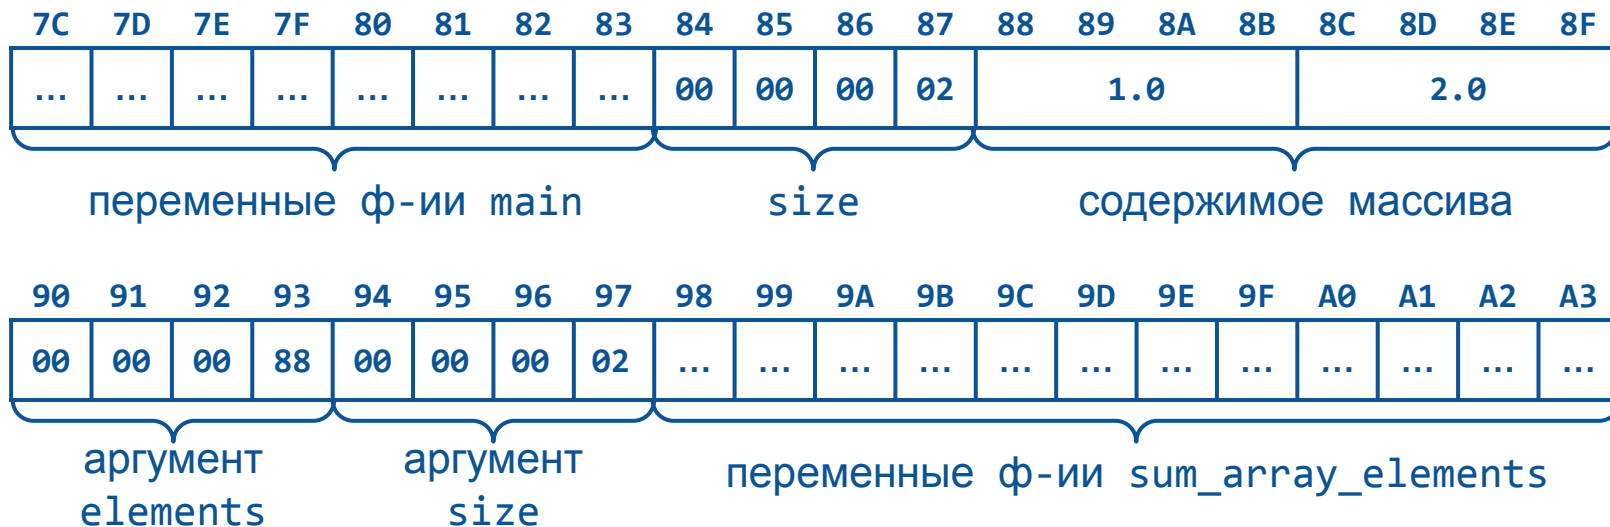 7C 7D 7E 7F 80 81 82 83 84 85 86 87 88 89 8A 8B 8C 8D 8E 8F
... ... ... ... ... ... ... ... 00 00 00 02 1.0 2.0
переменные ф-ии main size содержимое массива
90 91 92 93 94 95 96 97 98 99 9A 9B 9C 9D 9E 9F A0 A1 A2 A3
00 00 00 88 00 00 00 02 ... ... ... ... ... ... ... ... ... ... ... ...
аргумент elements аргумент size переменные ф-ии sum_array_elements